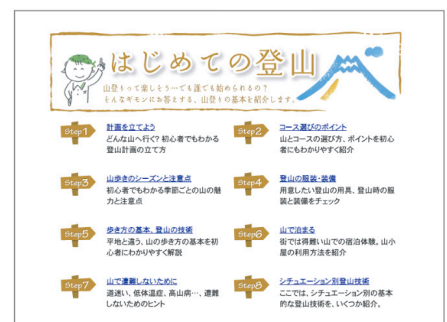 はじめての登山
山登りって楽しそう―でも誰でも始められるの？
そんなギモンにお答えする、山登りの基本を紹介します。
Step1
計画を立てよう
どんな山へ行く？初心者でもわかる
登山計画の立て方
Step2
コース選びのポイント
山とコースの選び方、ポイントを初心
者にもわかりやすく紹介
Step3
山歩きのシーズンと注意点
初心者でもわかる季節ごとの山の魅
力と注意点
Step4
登山の服装・装備
用意したい登山の用具、登山時の服
装と装備をチェック
Step5
歩き方の基本、登山の技術
平地と違う、山の歩き方の基本を初
心者にわかりやすく解説
Step6
山で泊まる
街では得難い山での宿泊体験。山小
屋の利用方法を紹介
Step7
山で遭難しないために
道迷い、低体温症、高山病…、遭難
しないためのヒント
Step8
シチュエーション別登山技術
ここでは、シチュエーション別の基本
的な登山技術を、いくつか紹介。